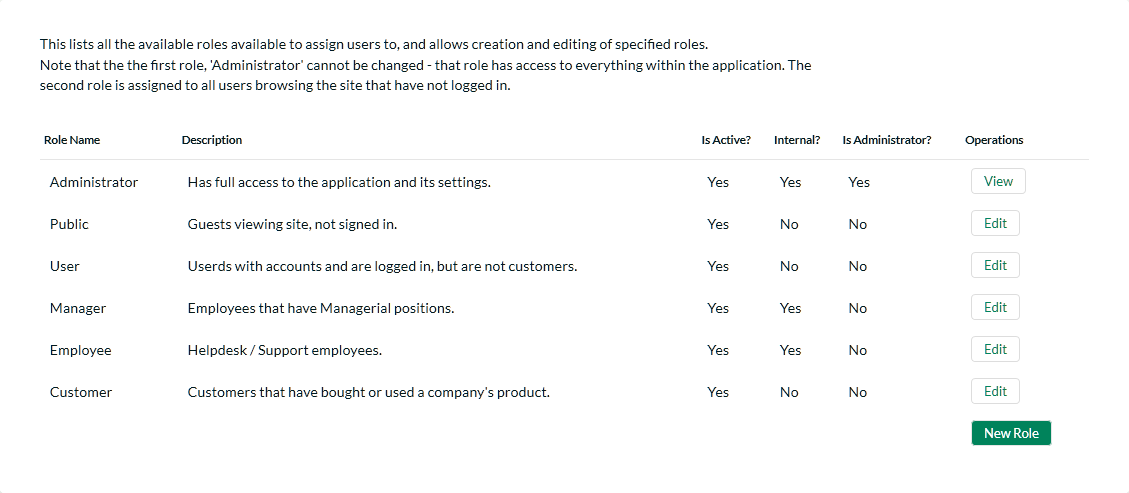 This lists all the available roles available to assign users to, and allows creation and editing of specified roles.
Note that the the first role, 'Administrator' cannot be changed - that role has access to everything within the application. The
second role is assigned to all users browsing the site that have not logged in.
Role Name Description Is Active? Internal? Is Administrator? Operations
Administrator Has full access to the application and its settings. Yes Yes Yes View
Public Guests viewing site, not signed in. Yes No No Edit
User Userds with accounts and are logged in, but are not customers. Yes No No Edit
Manager Employees that have Managerial positions. Yes Yes No Edit
Employee Helpdesk / Support employees. Yes Yes No Edit
Customer Customers that have bought or used a company's product. Yes No No Edit
New Role